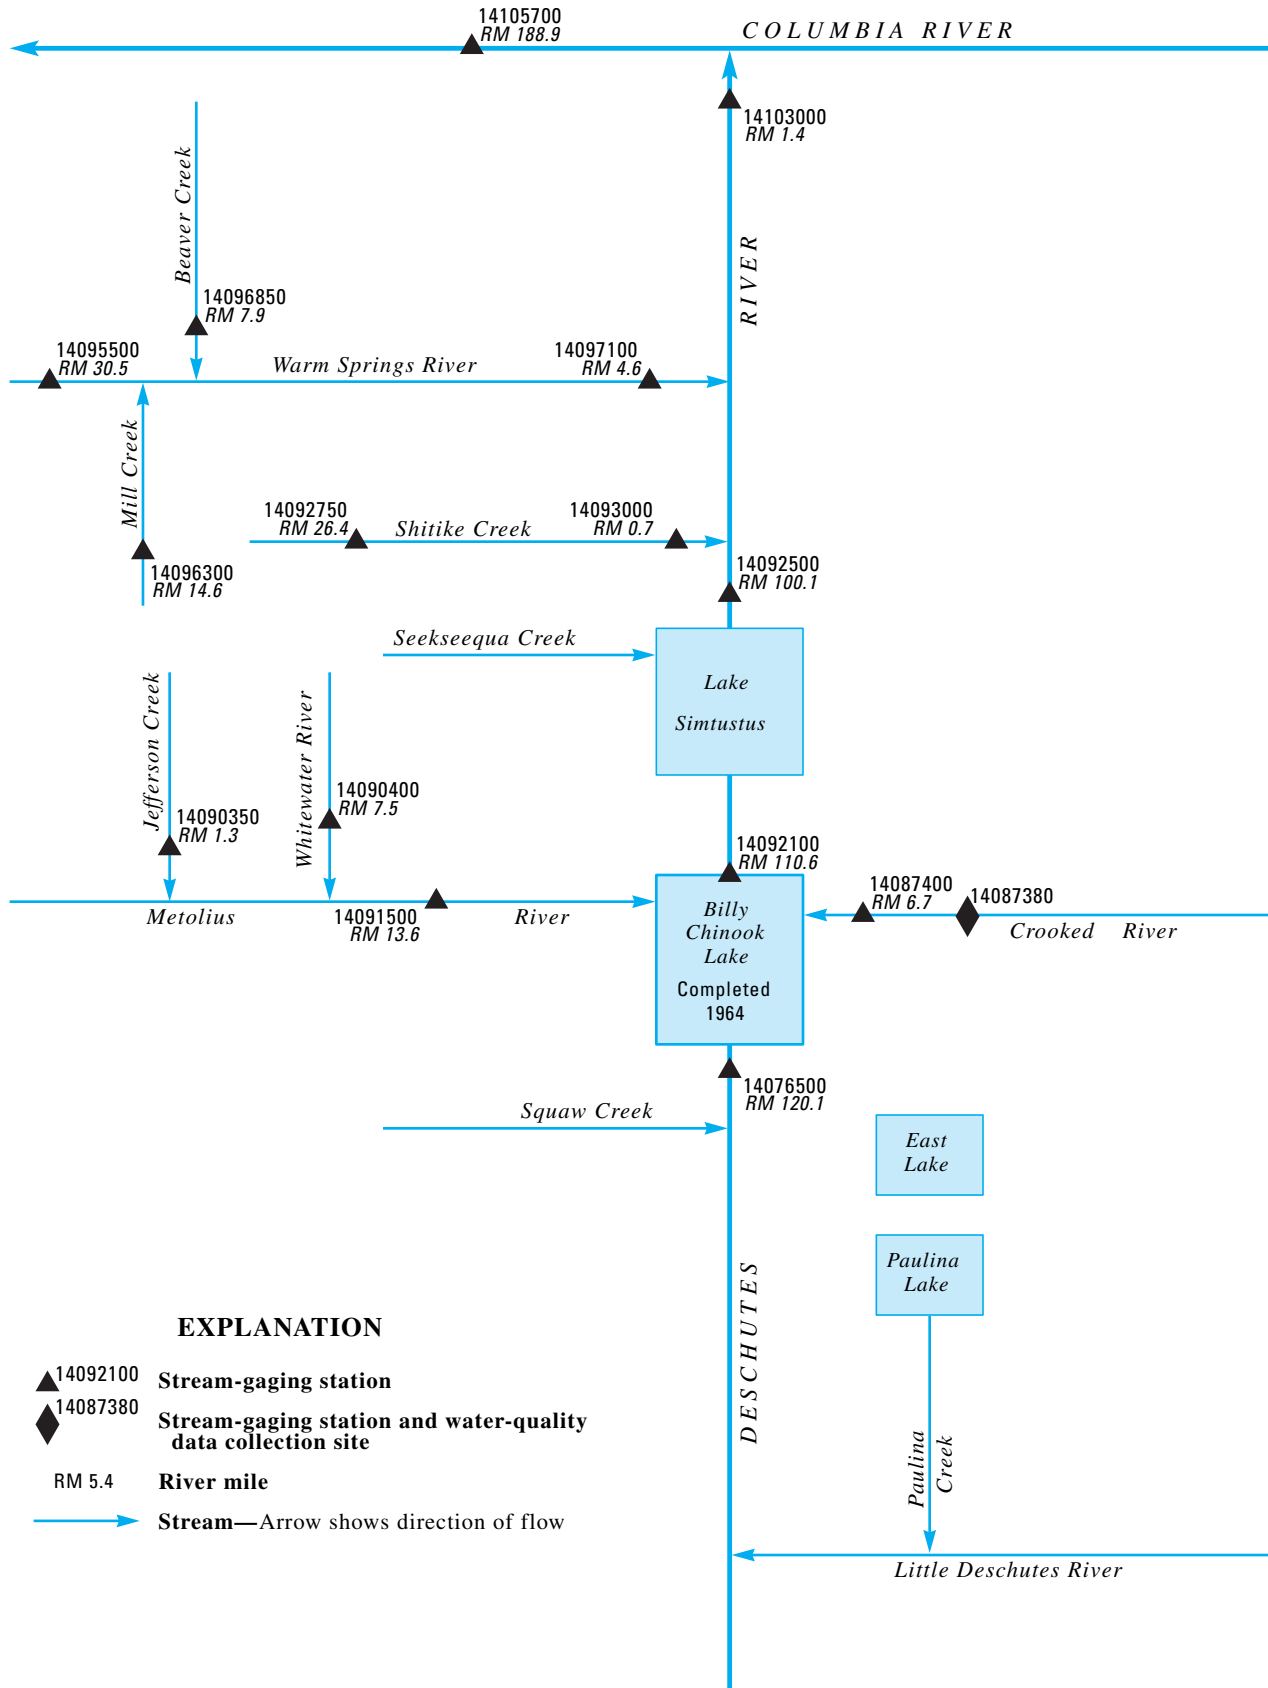 14105700
RM 188.9
COLUMBIA RIVER
14103000
RM 1.4
Beaver Creek
RIVER
14096850
RM 7.9
14095500
RM 30.5
Warm Springs River
14097100
RM 4.6
Mill Creek
14092750
RM 26.4
Shitike Creek
14093000
RM 0.7
14096300
RM 14.6
14092500
RM 100.1
Seekseequa Creek
Lake
Simtustus
Jefferson Creek
Whitewater River
14090400
RM 7.5
14090350
RM 1.3
14092100
RM 110.6
Metolius River
14091500
RM 13.6
Billy
Chinook
Lake
Completed
1964
14087400
RM 6.7
14087380
Crooked River
14076500
RM 120.1
Squaw Creek
East
Lake
Paulina
Lake
DESCHUTES
Paulina
Creek
Little Deschutes River
EXPLANATION
14092100 Stream-gaging station
14087380 Stream-gaging station and water-quality
data collection site
RM 5.4 River mile
Stream—Arrow shows direction of flow